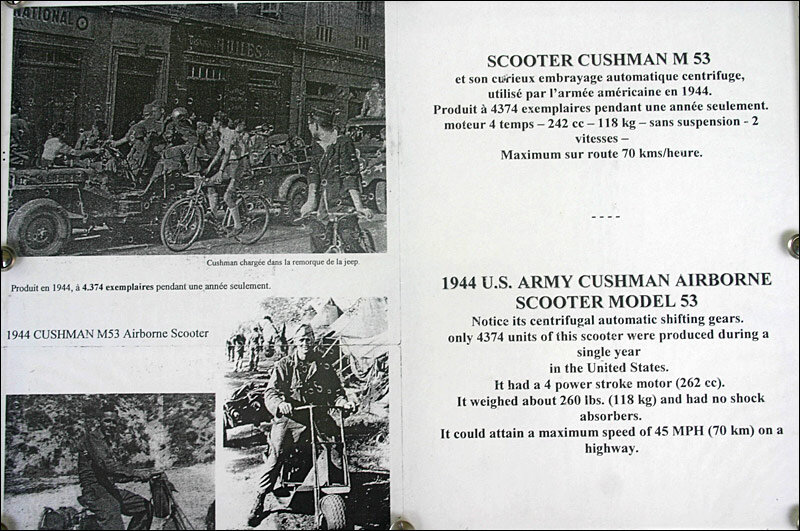 NATIONAL
HUILES
Cushman chargée dans la remorque de la jeep.
Produit en 1944, à 4.374 exemplaires pendant une année seulement.
1944 CUSHMAN M53 Airborne Scooter
SCOOTER CUSHMAN M 53
et son curieux embrayage automatique centrifuge,
utilisé par l'armée américaine en 1944.
Produit à 4374 exemplaires pendant une année seulement.
moteur 4 temps – 242 cc – 118 kg – sans suspension - 2
vitesses –
Maximum sur route 70 kms/heure.
----
1944 U.S. ARMY CUSHMAN AIRBORNE
SCOOTER MODEL 53
Notice its centrifugal automatic shifting gears.
only 4374 units of this scooter were produced during a
single year
in the United States.
It had a 4 power stroke motor (262 cc).
It weighed about 260 lbs. (118 kg) and had no shock
absorbers.
It could attain a maximum speed of 45 MPH (70 km) on a
highway.